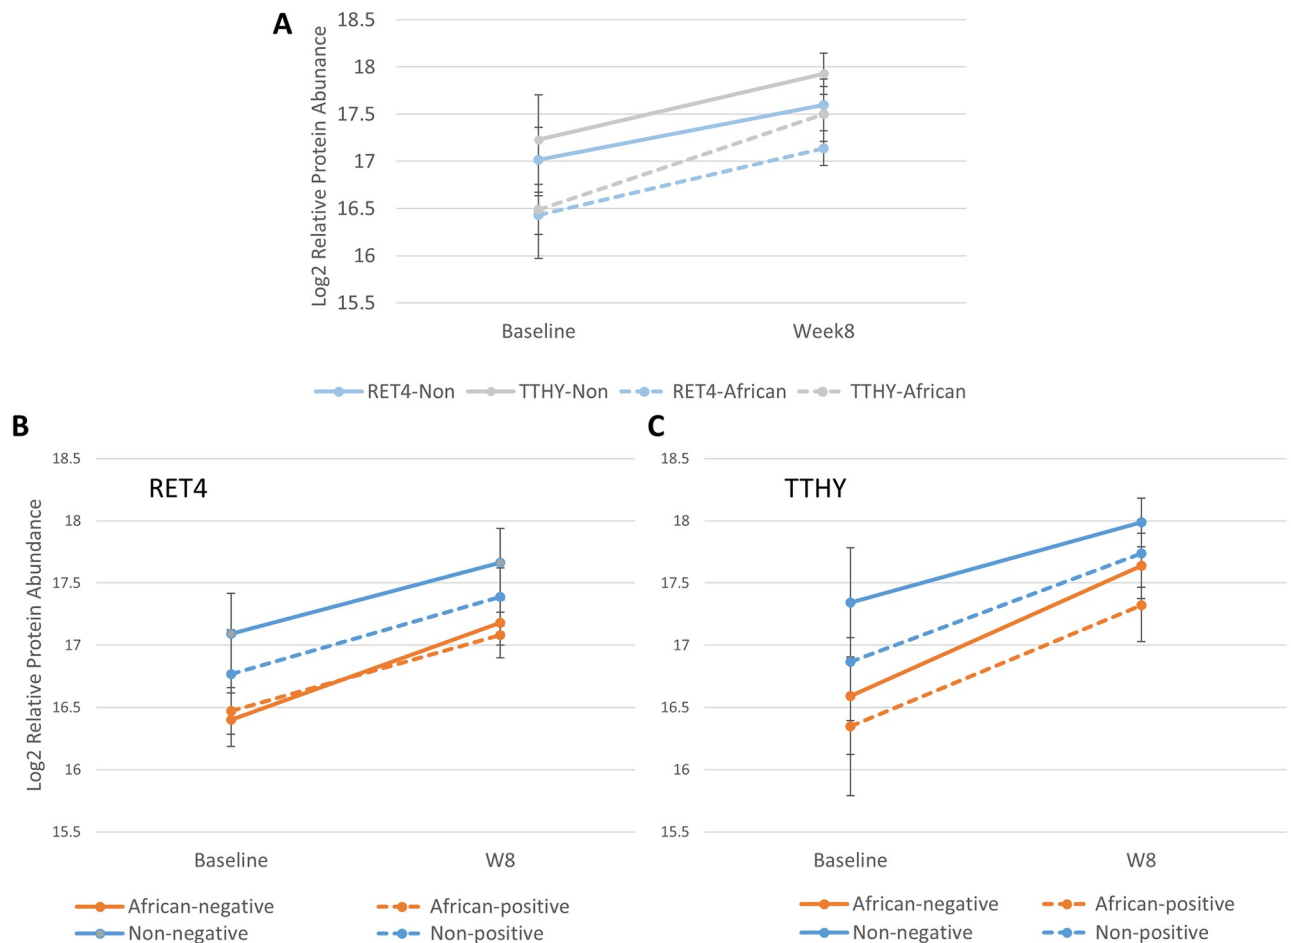 A
Log2 Relative Protein Abunance
18.5
18
17.5
17
16.5
16
15.5
Baseline Week8
RET4-Non TTHY-Non RET4-African TTHY-African
B
RET4
Log2 Relative Protein Abundance
18.5
18
17.5
17
16.5
16
15.5
Baseline W8
African-negative African-positive
Non-negative Non-positive
C
TTHY
18.5
18
17.5
17
16.5
16
15.5
Baseline W8
African-negative African-positive
Non-negative Non-positive